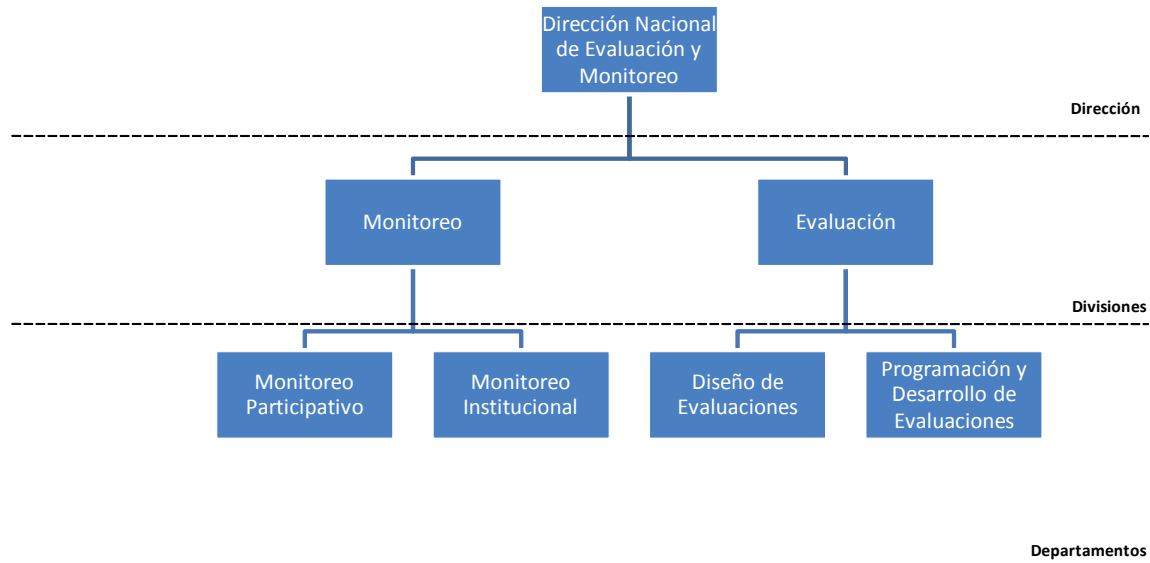 Dirección Nacional
de Evaluación y
Monitoreo
Dirección
Monitoreo
Evaluación
Divisiones
Monitoreo
Participativo
Monitoreo
Institucional
Diseño de
Evaluaciones
Programación y
Desarrollo de
Evaluaciones
Departamentos